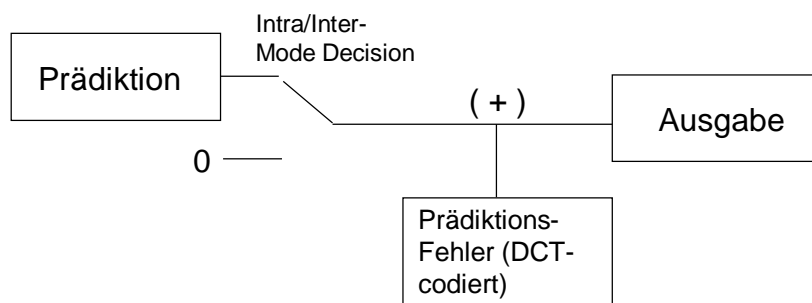 Intra/Inter-
Mode Decision
Prädiktion
( + )
Ausgabe
0
Prädiktions-
Fehler (DCT-
codiert)